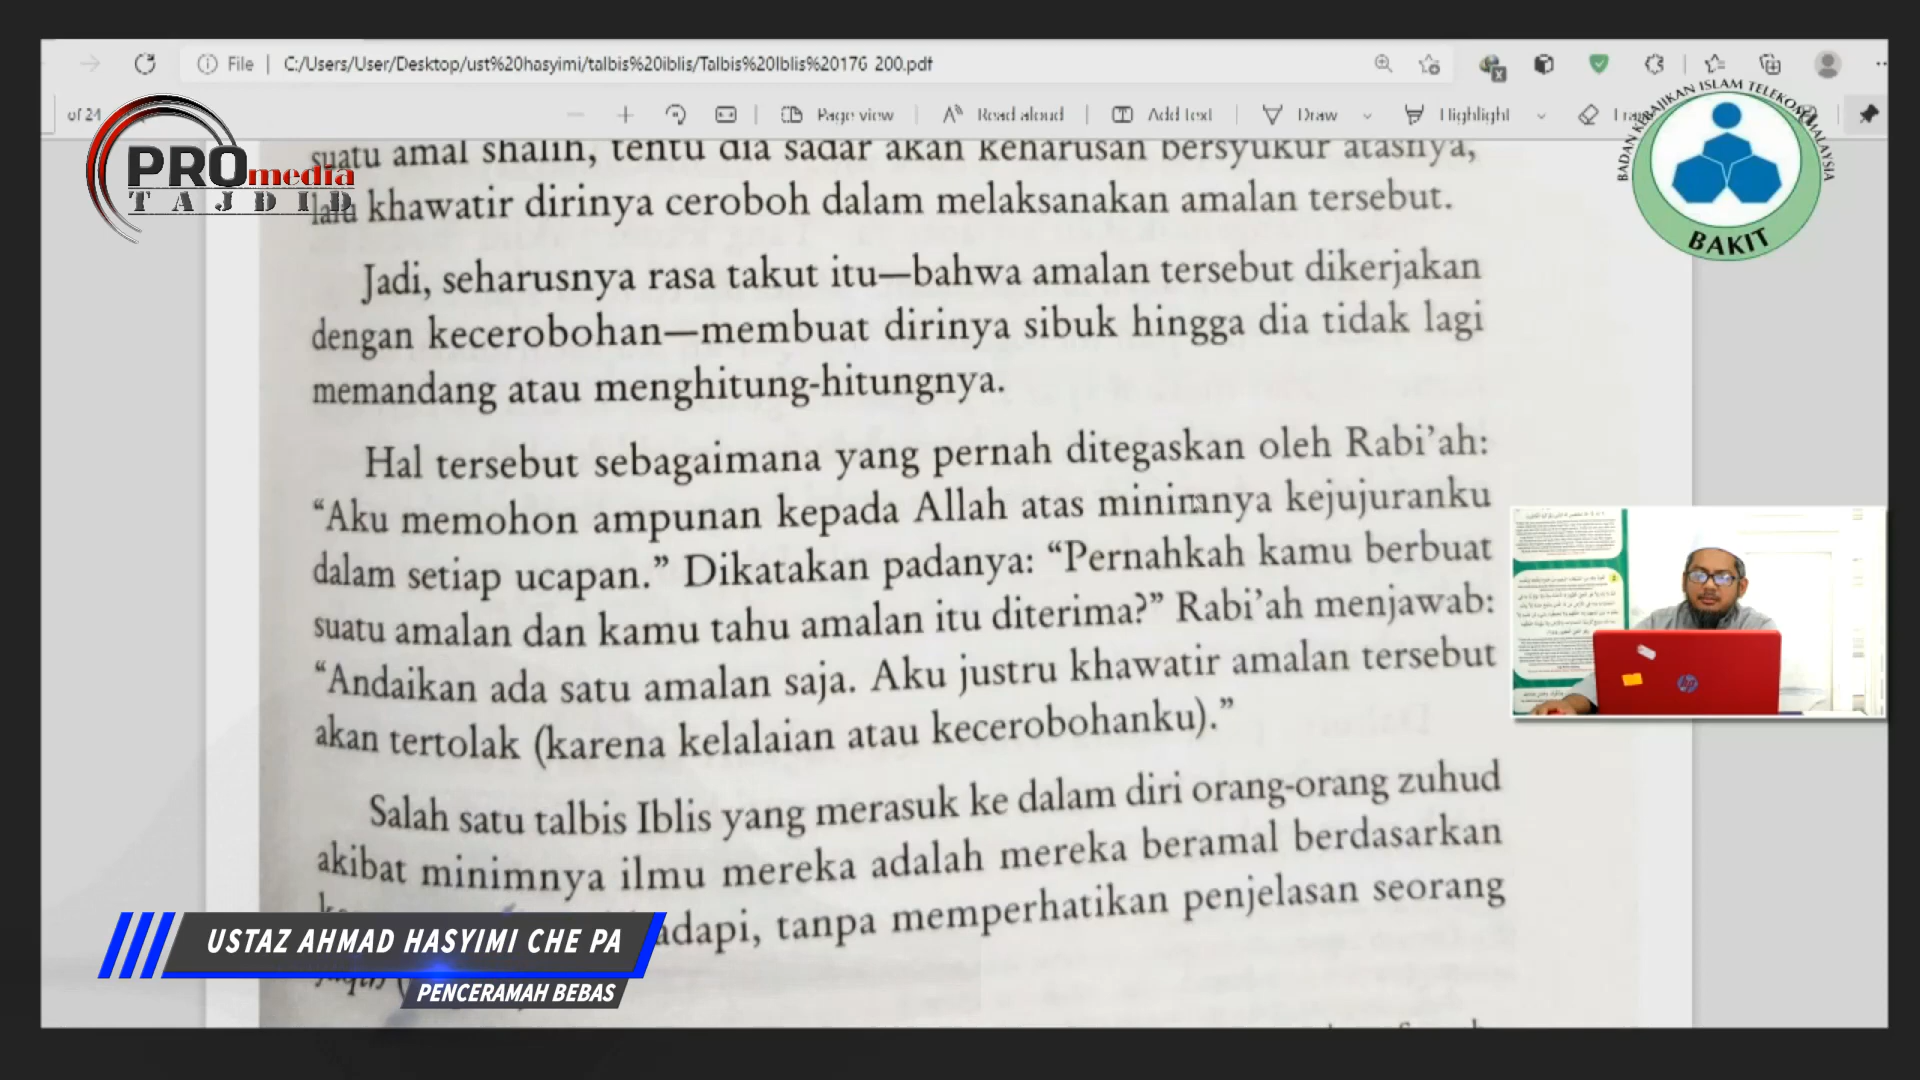 File | C:/Users/User/Desktop/ust%20hasyimi/talbis%20iblis/Talbis%20Iblis%20176 200.pdf
of 24
Page view
Read aloud
Add text
Draw
Highlight
PROmedia
TAJDID
BADAN KEBAJIKAN ISLAM TELEKOM MALAYSIA
BAKIT
suatu amal shalih, tentu dia sadar akan keharusan bersyukur atasnya,
lalu khawatir dirinya ceroboh dalam melaksanakan amalan tersebut.
Jadi, seharusnya rasa takut itu—bahwa amalan tersebut dikerjakan
dengan kecerobohan—membuat dirinya sibuk hingga dia tidak lagi
memandang atau menghitung-hitungnya.
Hal tersebut sebagaimana yang pernah ditegaskan oleh Rabi'ah:
“Aku memohon ampunan kepada Allah atas minimnya kejujuranku
dalam setiap ucapan.” Dikatakan padanya: “Pernahkah kamu berbuat
suatu amalan dan kamu tahu amalan itu diterima?” Rabi'ah menjawab:
“Andaikan ada satu amalan saja. Aku justru khawatir amalan tersebut
akan tertolak (karena kelalaian atau kecerobohanku).”
Salah satu talbis Iblis yang merasuk ke dalam diri orang-orang zuhud
akibat minimnya ilmu mereka adalah mereka beramal berdasarkan
adapi, tanpa memperhatikan penjelasan seorang
USTAZ AHMAD HASYIMI CHE PA
PENCERAMAH BEBAS
hp